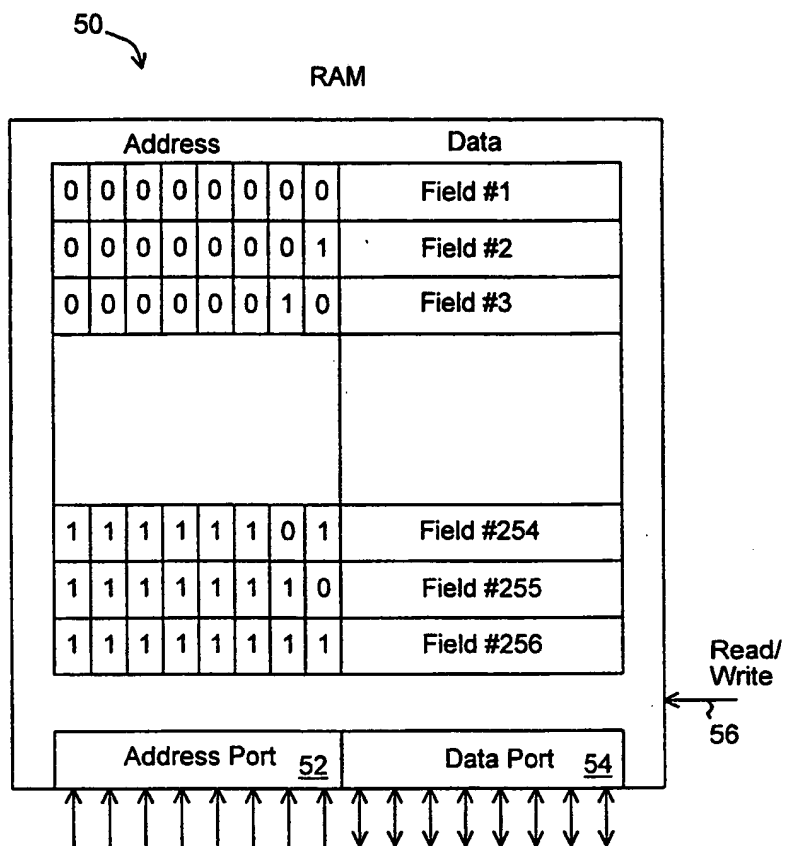 50
RAM
Address Data
0 0 0 0 0 0 0 0 Field #1
0 0 0 0 0 0 0 1 Field #2
0 0 0 0 0 0 1 0 Field #3
1 1 1 1 1 1 0 1 Field #254
1 1 1 1 1 1 1 0 Field #255
1 1 1 1 1 1 1 1 Field #256
Read/
Write
56
Address Port 52 Data Port 54